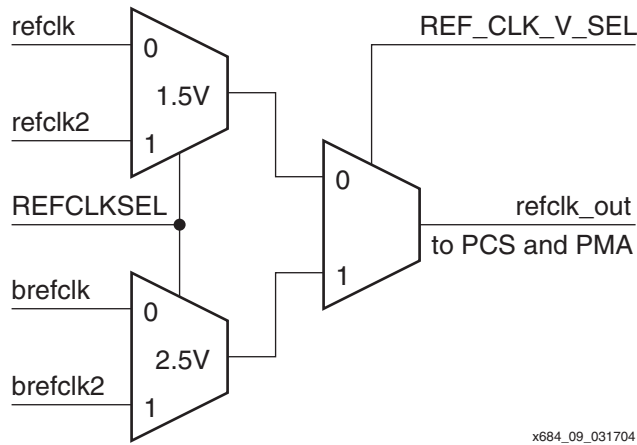 refclk
REF_CLK_V_SEL
0
1.5V
refclk2
1
0
REFCLKSEL
refclk_out
to PCS and PMA
1
brefclk
0
2.5V
brefclk2
1
x684_09_031704